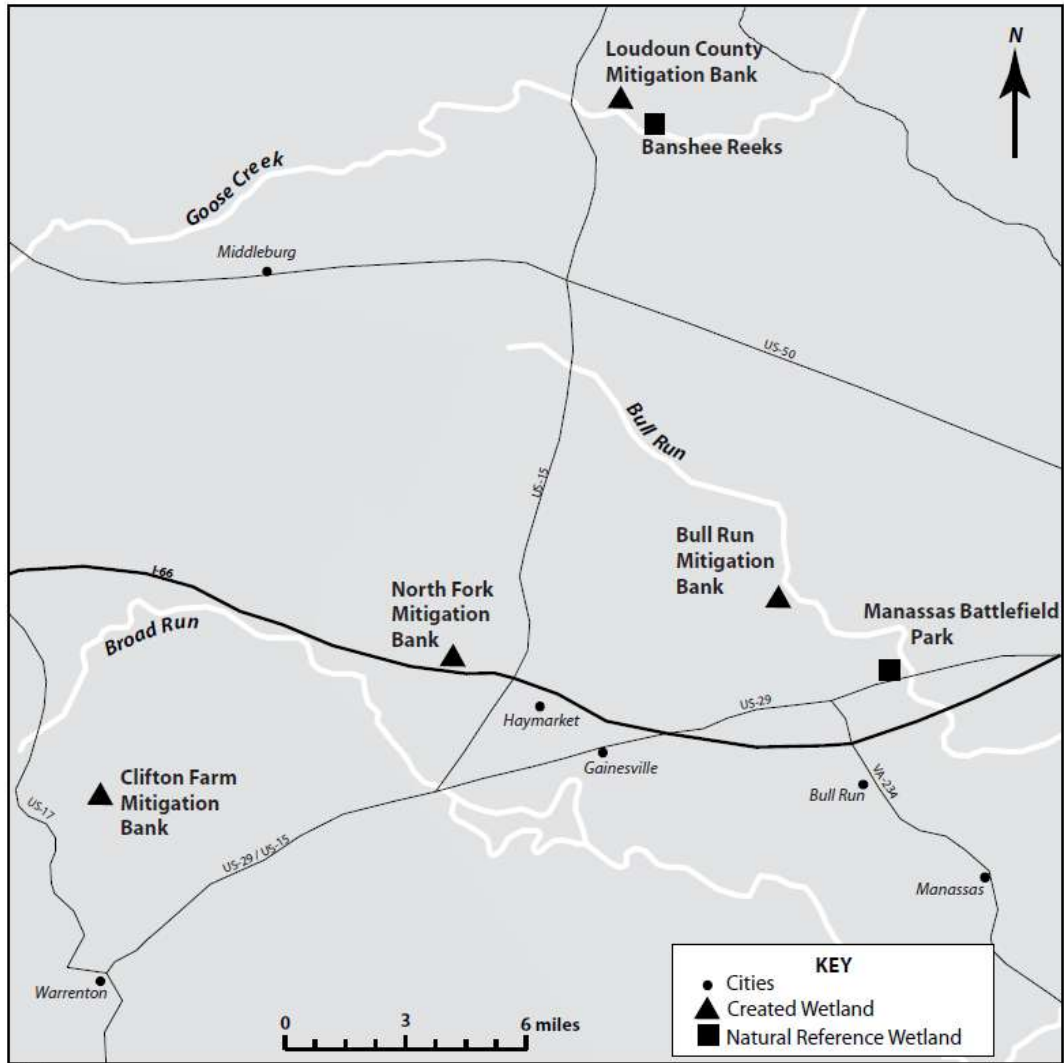 Loudoun County
Mitigation Bank
N
Banshee Reeks
Goose Creek
Middleburg
US-50
Bull Run
US-15
Bull Run
Mitigation
Bank
I-66
North Fork
Mitigation
Bank
Manassas Battlefield
Park
Broad Run
US-29
Haymarket
Gainesville
Clifton Farm
Mitigation
Bank
US-17
VA-234
Bull Run
US-29 / US-15
Manassas
Warrenton
KEY
Cities
Created Wetland
Natural Reference Wetland
0 3 6 miles